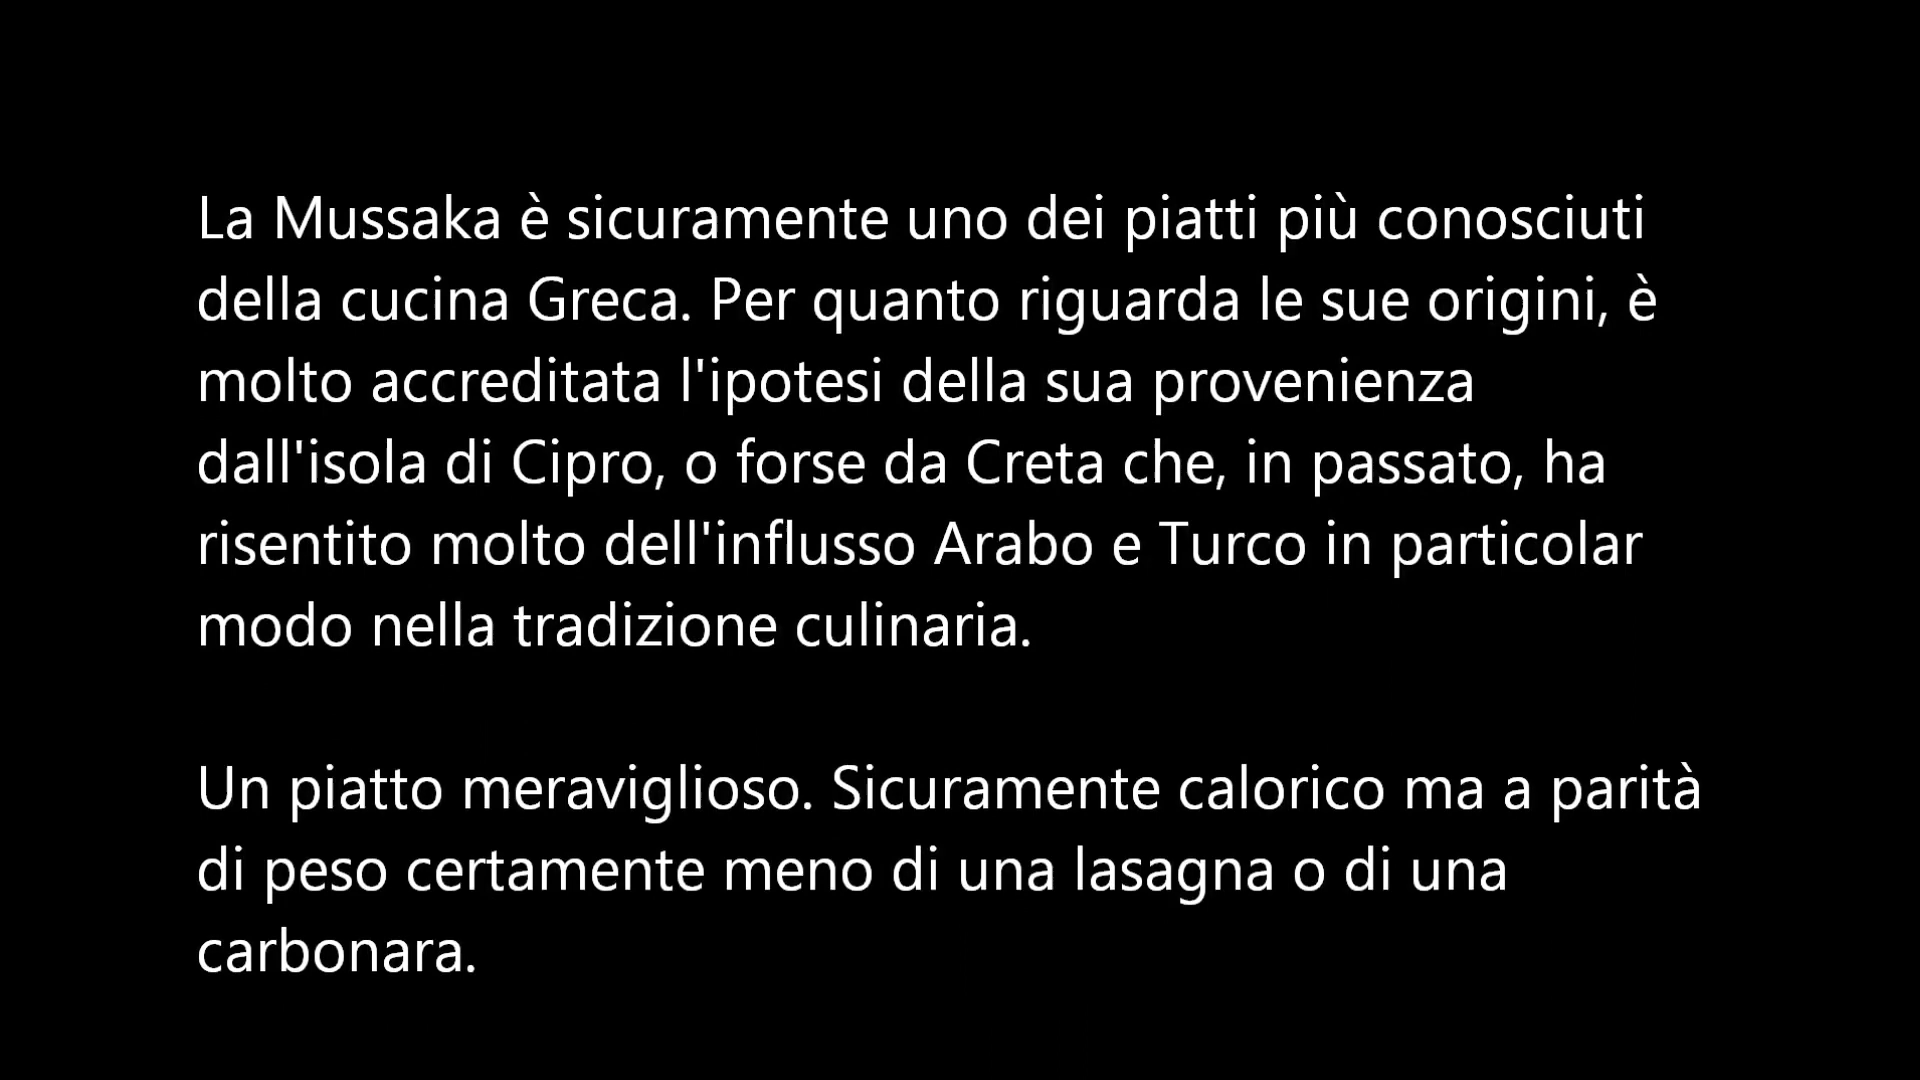 La Mussaka è sicuramente uno dei piatti più conosciuti
della cucina Greca. Per quanto riguarda le sue origini, è
molto accreditata l'ipotesi della sua provenienza
dall'isola di Cipro, o forse da Creta che, in passato, ha
risentito molto dell'influsso Arabo e Turco in particolar
modo nella tradizione culinaria.
Un piatto meraviglioso. Sicuramente calorico ma a parità
di peso certamente meno di una lasagna o di una
carbonara.